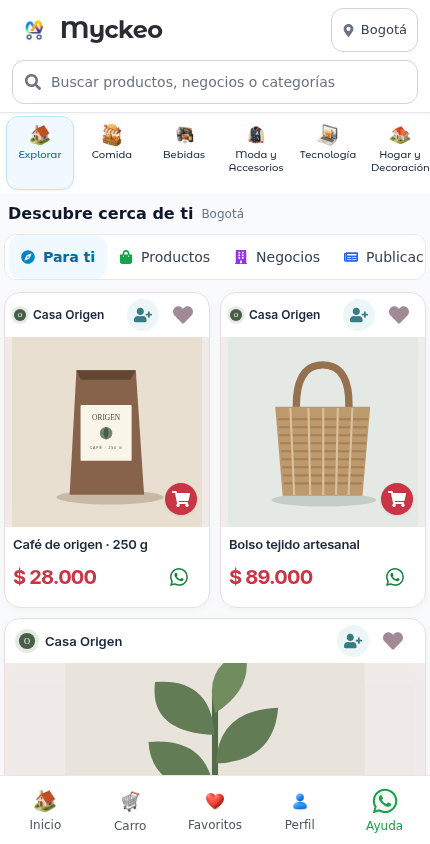 Myckeo
Bogotá
Buscar productos, negocios o categorías
Explorar
Comida
Bebidas
Moda y
Accesorios
Tecnología
Hogar y
Decoración
Descubre cerca de ti Bogotá
Para ti
Productos
Negocios
Publicac
Casa Origen
Casa Origen
ORIGEN
CAFÉ · 250 G
Café de origen · 250 g
$ 28.000
Bolso tejido artesanal
$ 89.000
Casa Origen
Inicio
Carro
Favoritos
Perfil
Ayuda